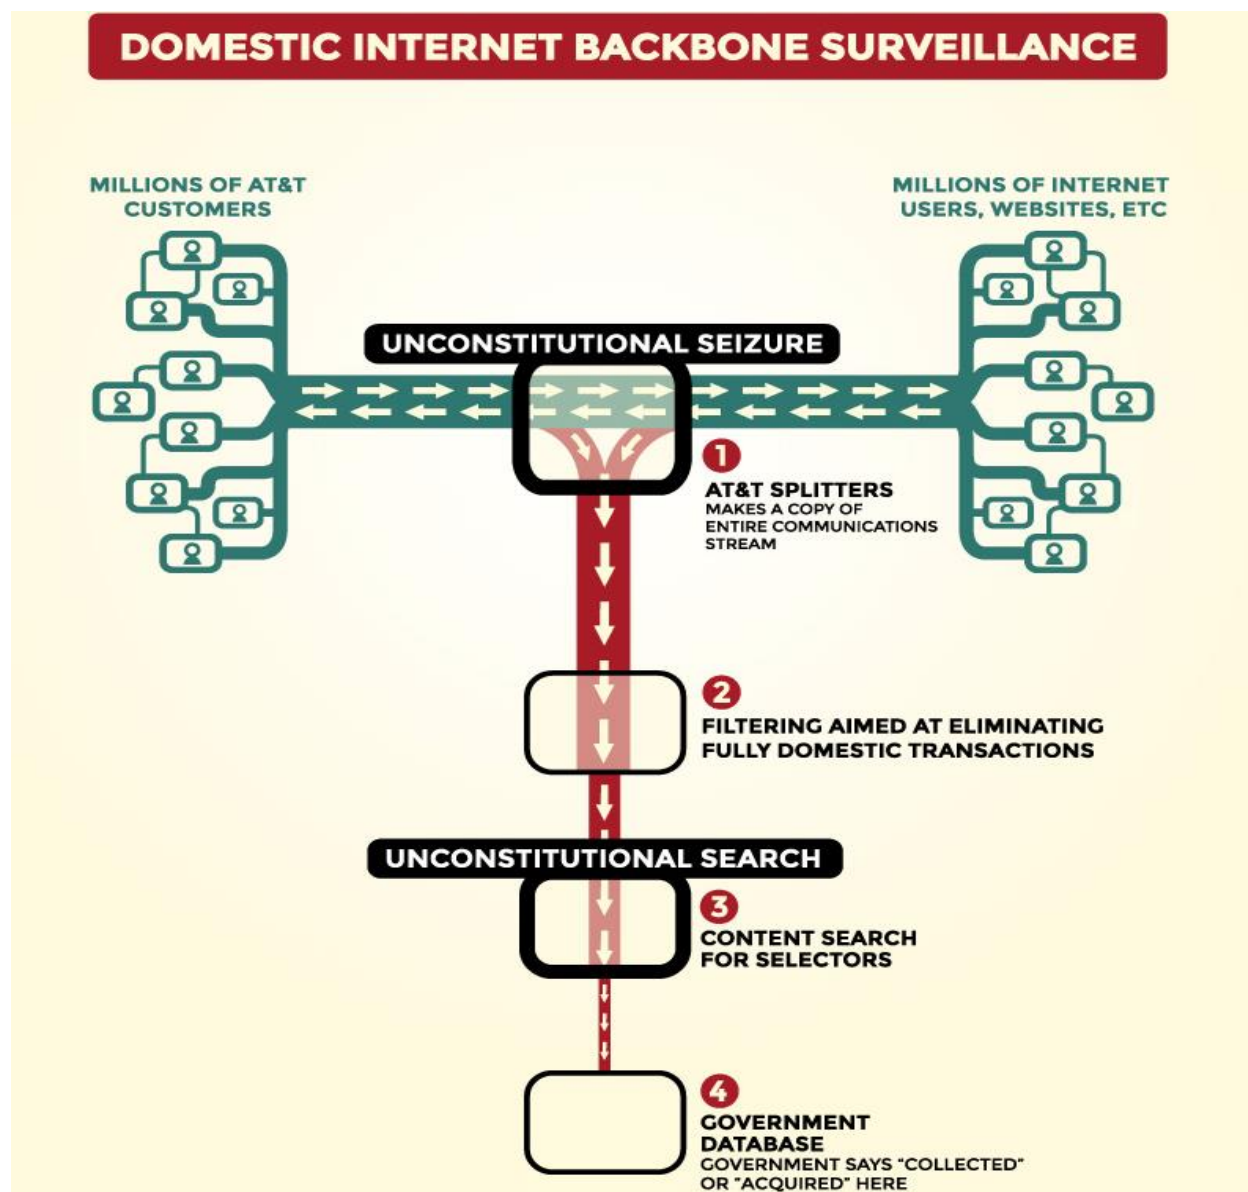 DOMESTIC INTERNET BACKBONE SURVEILLANCE
MILLIONS OF AT&T
CUSTOMERS
MILLIONS OF INTERNET
USERS, WEBSITES, ETC
UNCONSTITUTIONAL SEIZURE
1
AT&T SPLITTERS
MAKES A COPY OF
ENTIRE COMMUNICATIONS
STREAM
2
FILTERING AIMED AT ELIMINATING
FULLY DOMESTIC TRANSACTIONS
UNCONSTITUTIONAL SEARCH
3
CONTENT SEARCH
FOR SELECTORS
4
GOVERNMENT
DATABASE
GOVERNMENT SAYS “COLLECTED”
OR “ACQUIRED” HERE